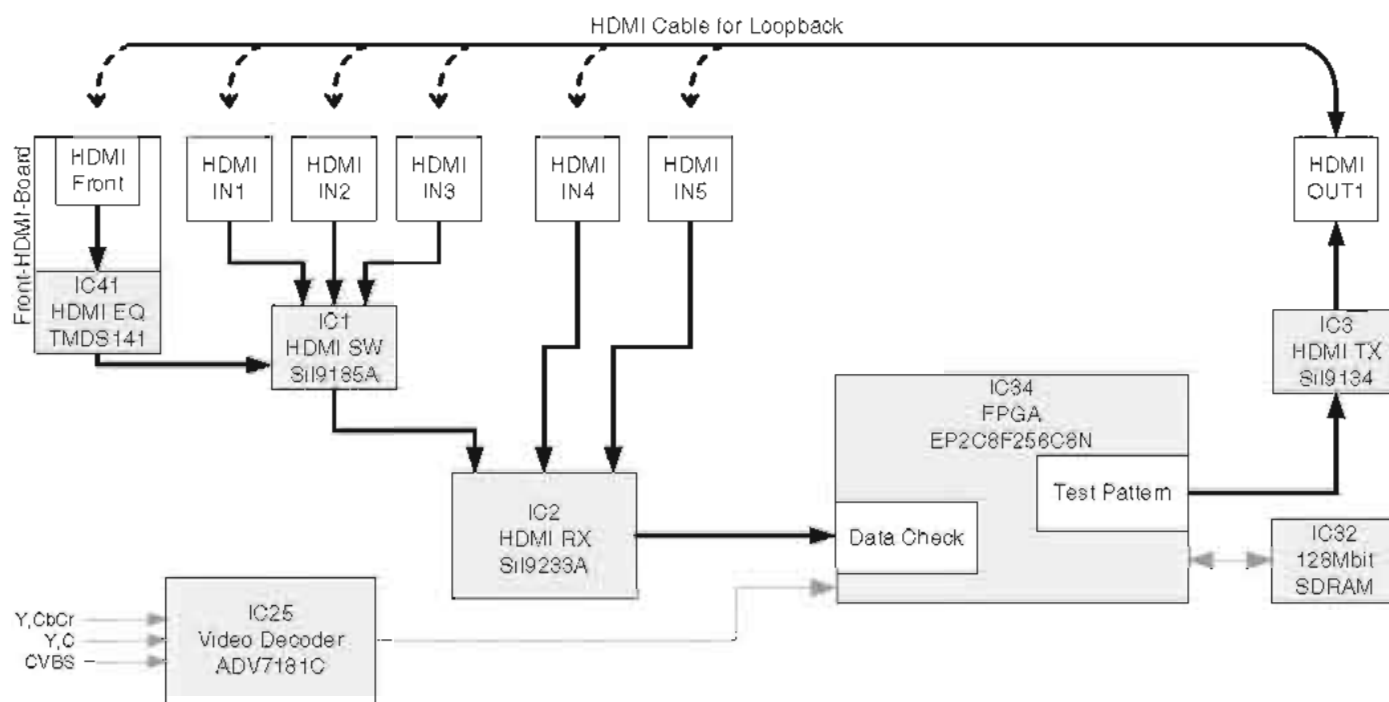 HDMI Cable for Loopback
Front-HDMI-Board
HDMI
Front
HDMI
IN1
HDMI
IN2
HDMI
IN3
HDMI
IN4
HDMI
IN5
HDMI
OUT1
IC41
HDMI EQ
TMDS141
IC1
HDMI SW
SiI9185A
IC3
HDMI TX
SiI9134
IC34
FPGA
EP2C8F256C8N
Test Pattern
Data Check
IC2
HDMI RX
SiI9233A
IC32
128Mbit
SDRAM
IC25
Video Decoder
ADV7181C
Y,CbCr
Y,C
CVBS